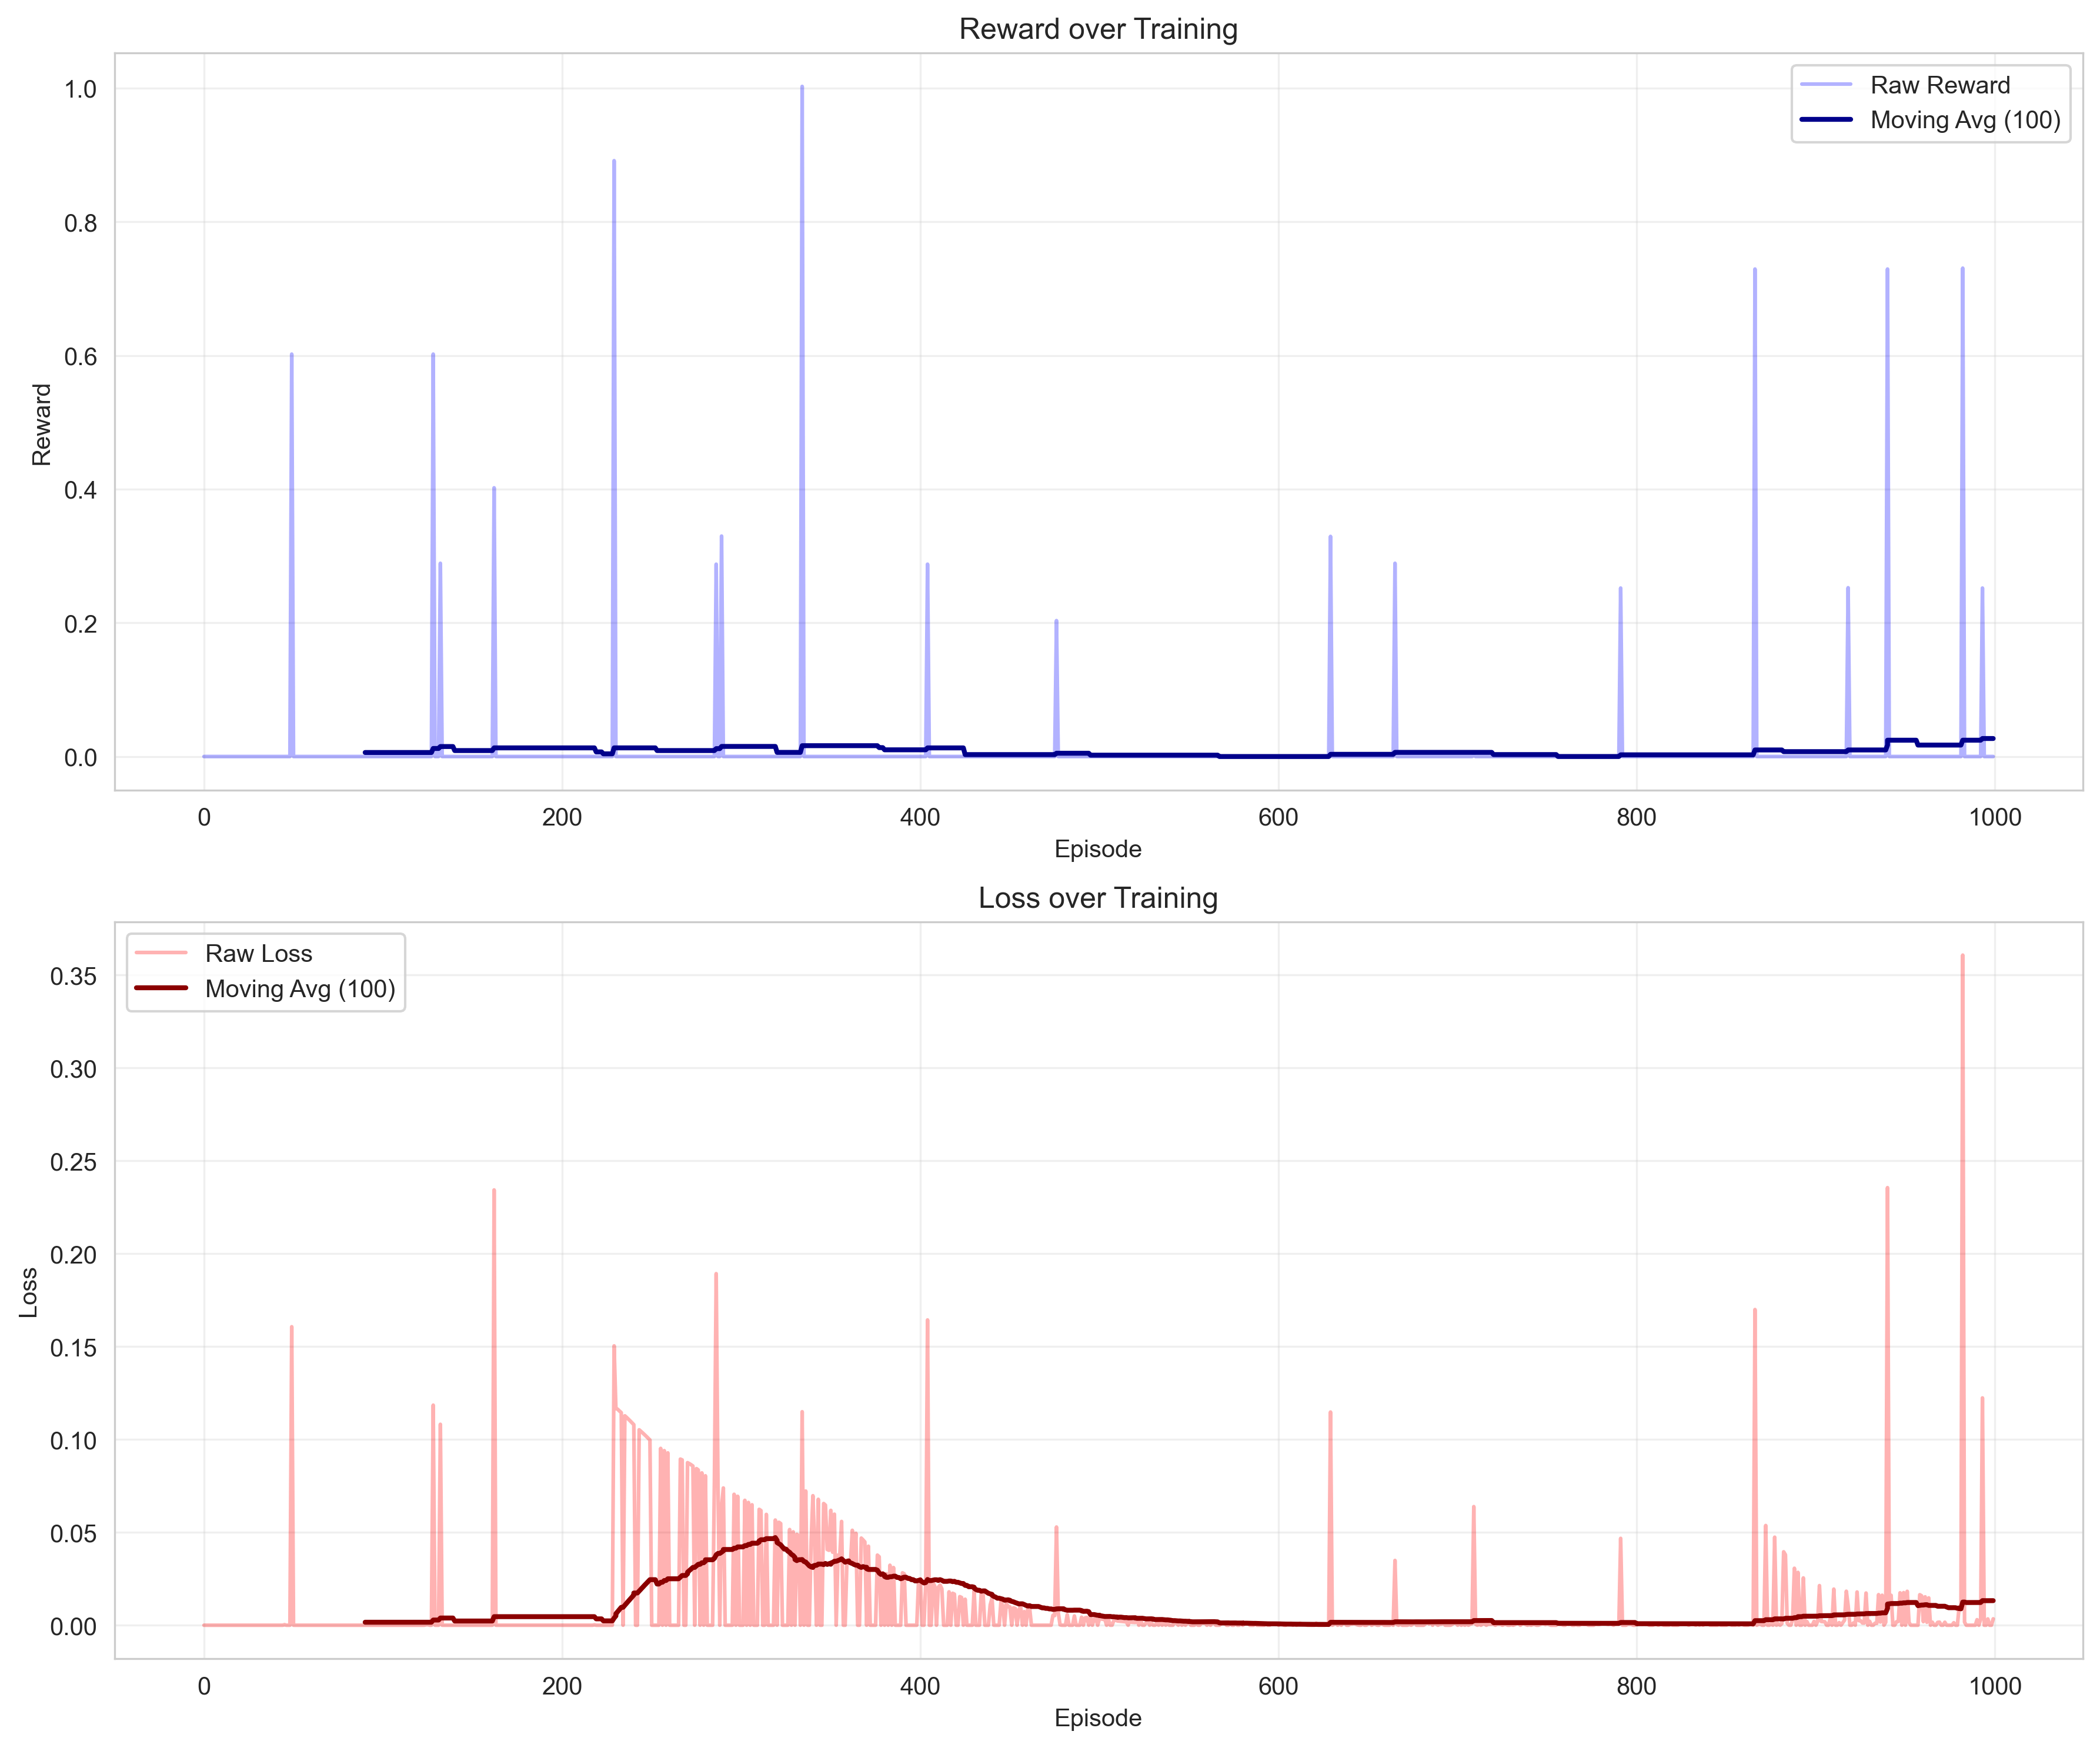 Reward over Training
Raw Reward
Moving Avg (100)
1.0
0.8
0.6
0.4
0.2
0.0
Reward
0 200 400 600 800 1000
Episode
Loss over Training
Raw Loss
Moving Avg (100)
0.35
0.30
0.25
0.20
0.15
0.10
0.05
0.00
Loss
0 200 400 600 800 1000
Episode